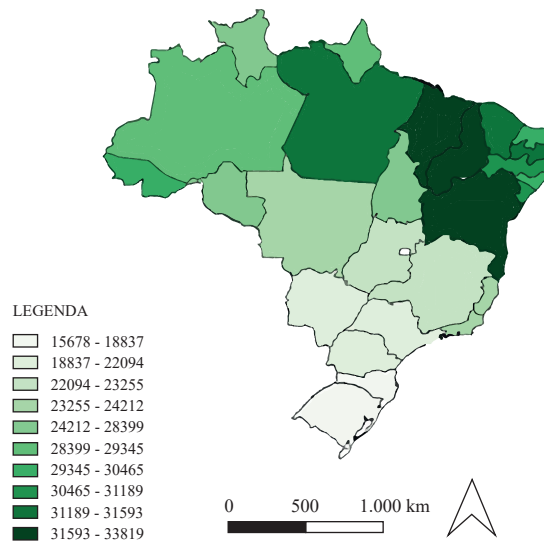 LEGENDA
15678 - 18837
18837 - 22094
22094 - 23255
23255 - 24212
24212 - 28399
28399 - 29345
29345 - 30465
30465 - 31189
31189 - 31593
31593 - 33819
0 500 1.000 km